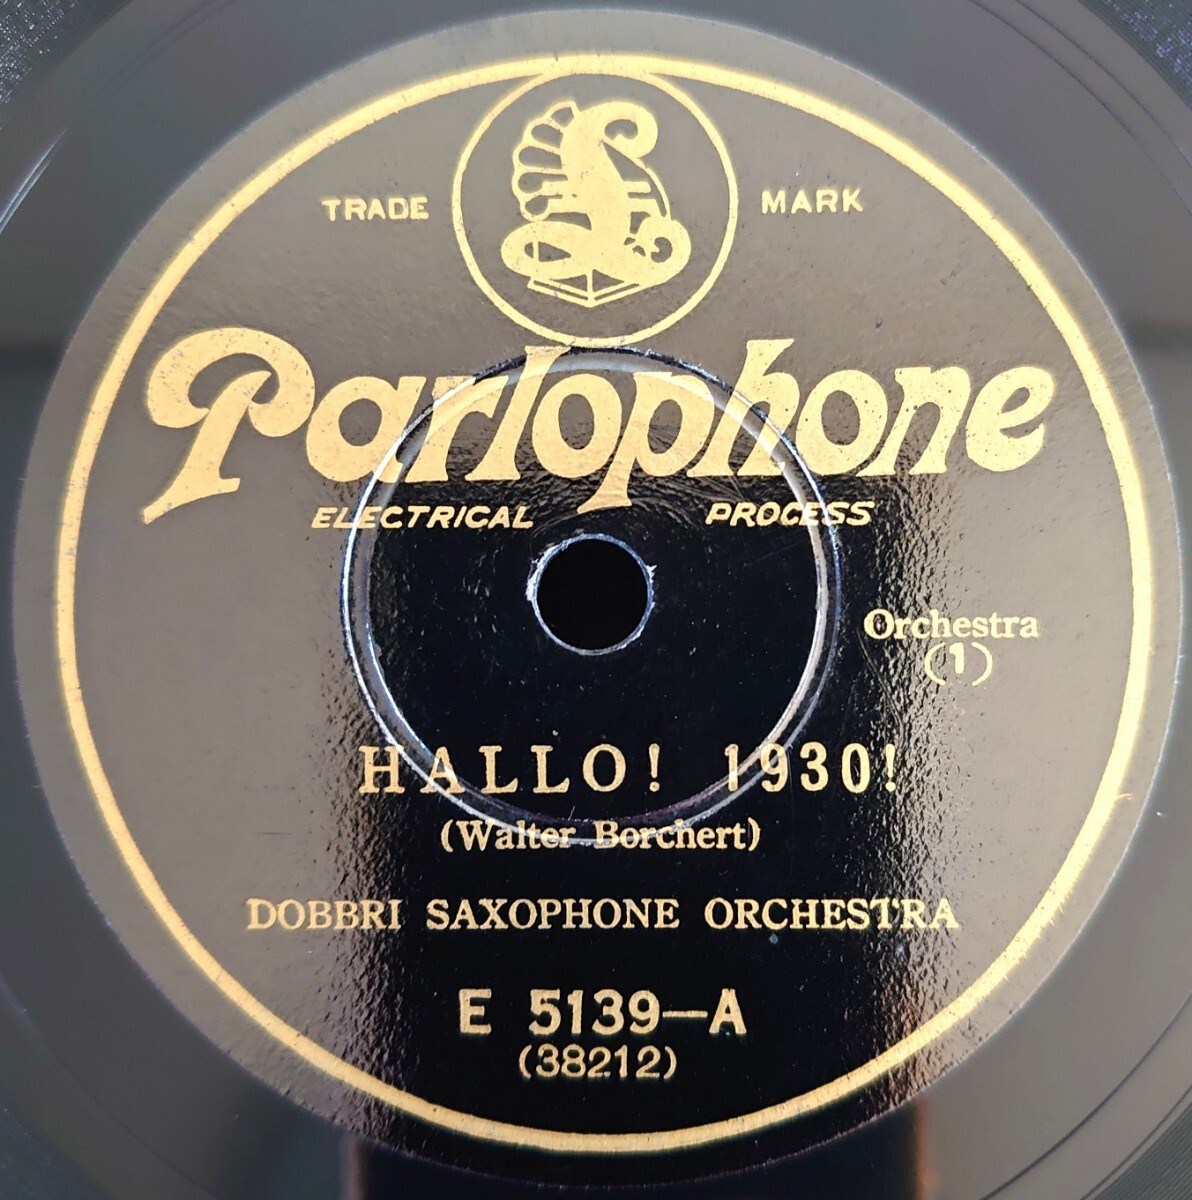 TRADE MARK
Parlophone
ELECTRICAL PROCESS
Orchestra
(1)
HALLO! 1930!
(Walter Borchert)
DOBBRI SAXOPHONE ORCHESTRA
E 5139-A
(38212)